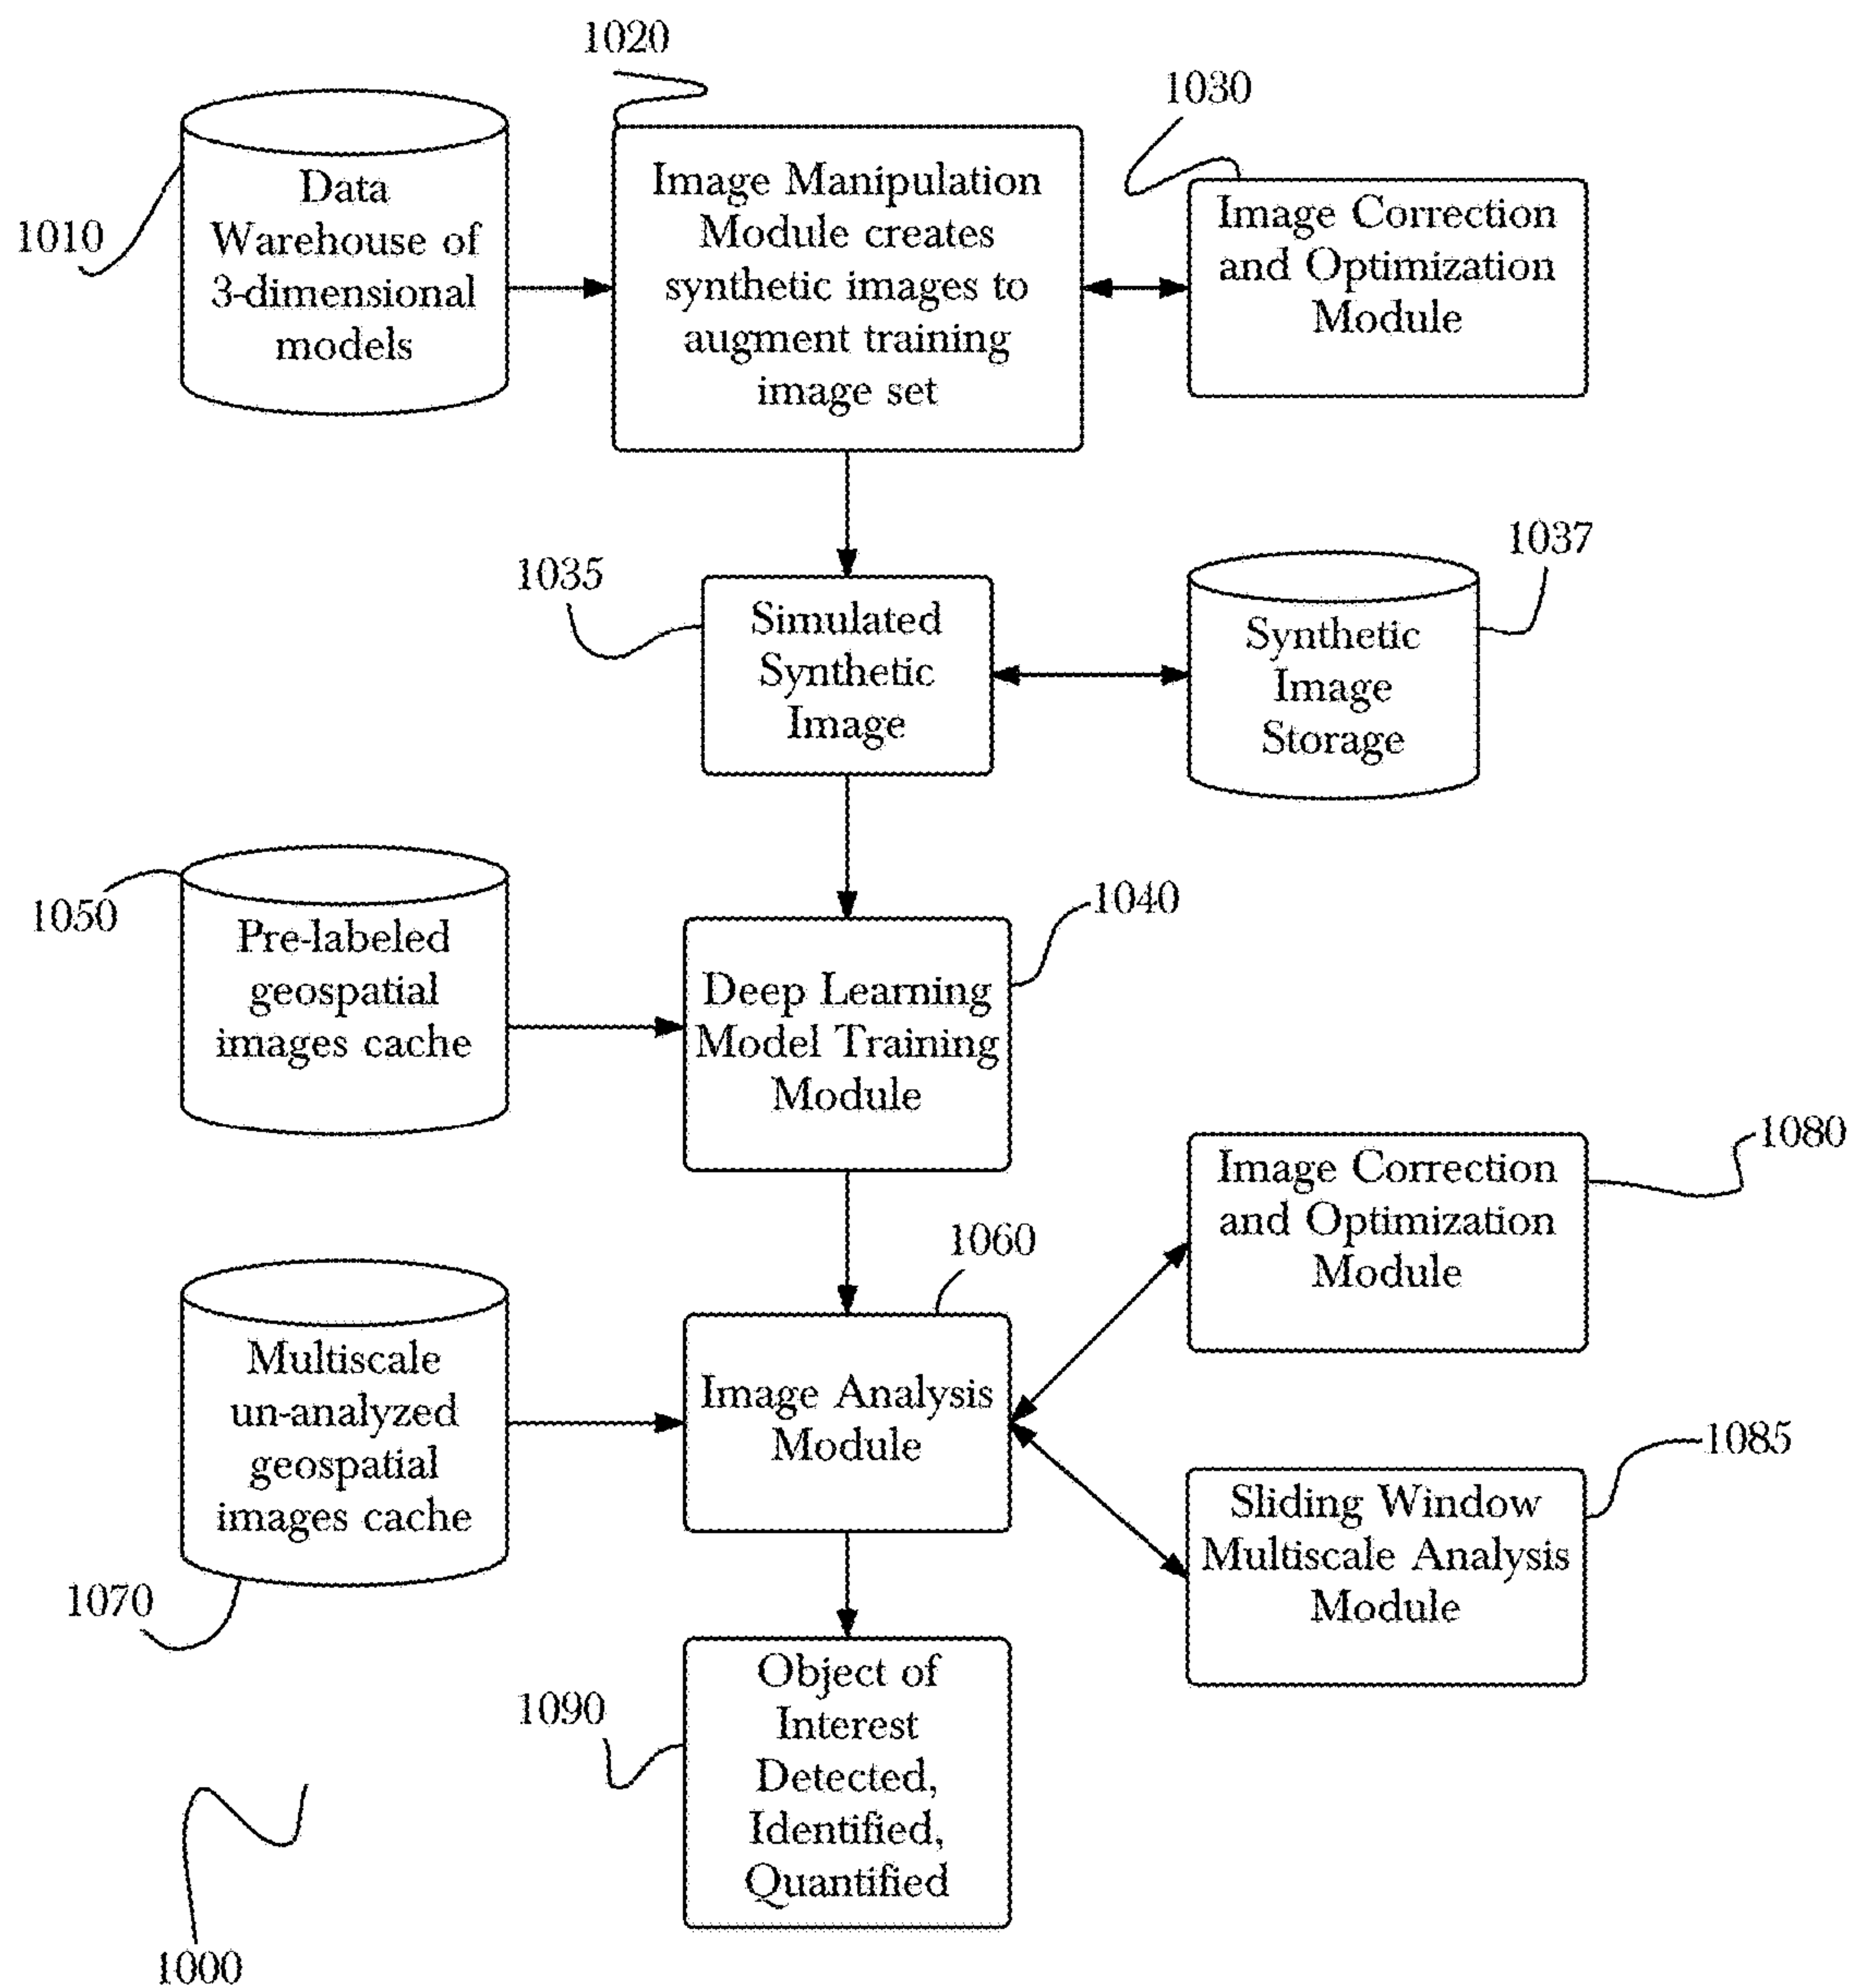 1020
1030
1010
Data
Warehouse of
3-dimensional
models
Image Manipulation
Module creates
synthetic images to
augment training
image set
Image Correction
and Optimization
Module
1035
1037
Simulated
Synthetic
Image
Synthetic
Image
Storage
1050
Pre-labeled
geospatial
images cache
1040
Deep Learning
Model Training
Module
1080
Image Correction
and Optimization
Module
1060
Multiscale
un-analyzed
geospatial
images cache
1070
Image Analysis
Module
1085
Sliding Window
Multiscale Analysis
Module
1090
Object of
Interest
Detected,
Identified,
Quantified
1000